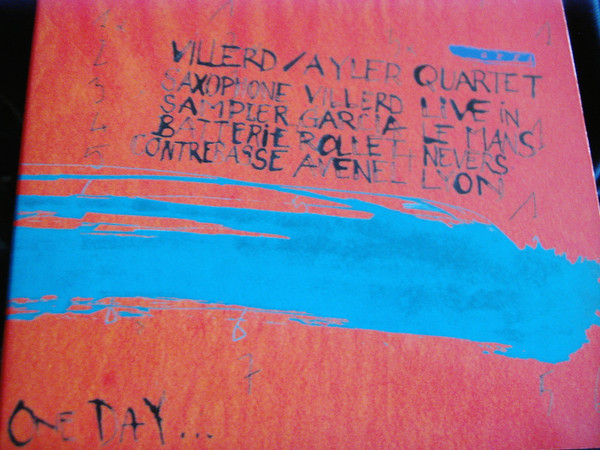 VILLERD / AYLER QUARTET
SAXOPHONE VILLERD LIVE in
SAMPLER GARCIA LE MANS
BATTERIE ROLLET NEVERS
CONTREBASSE AVENEL LYON
ONE DAY...